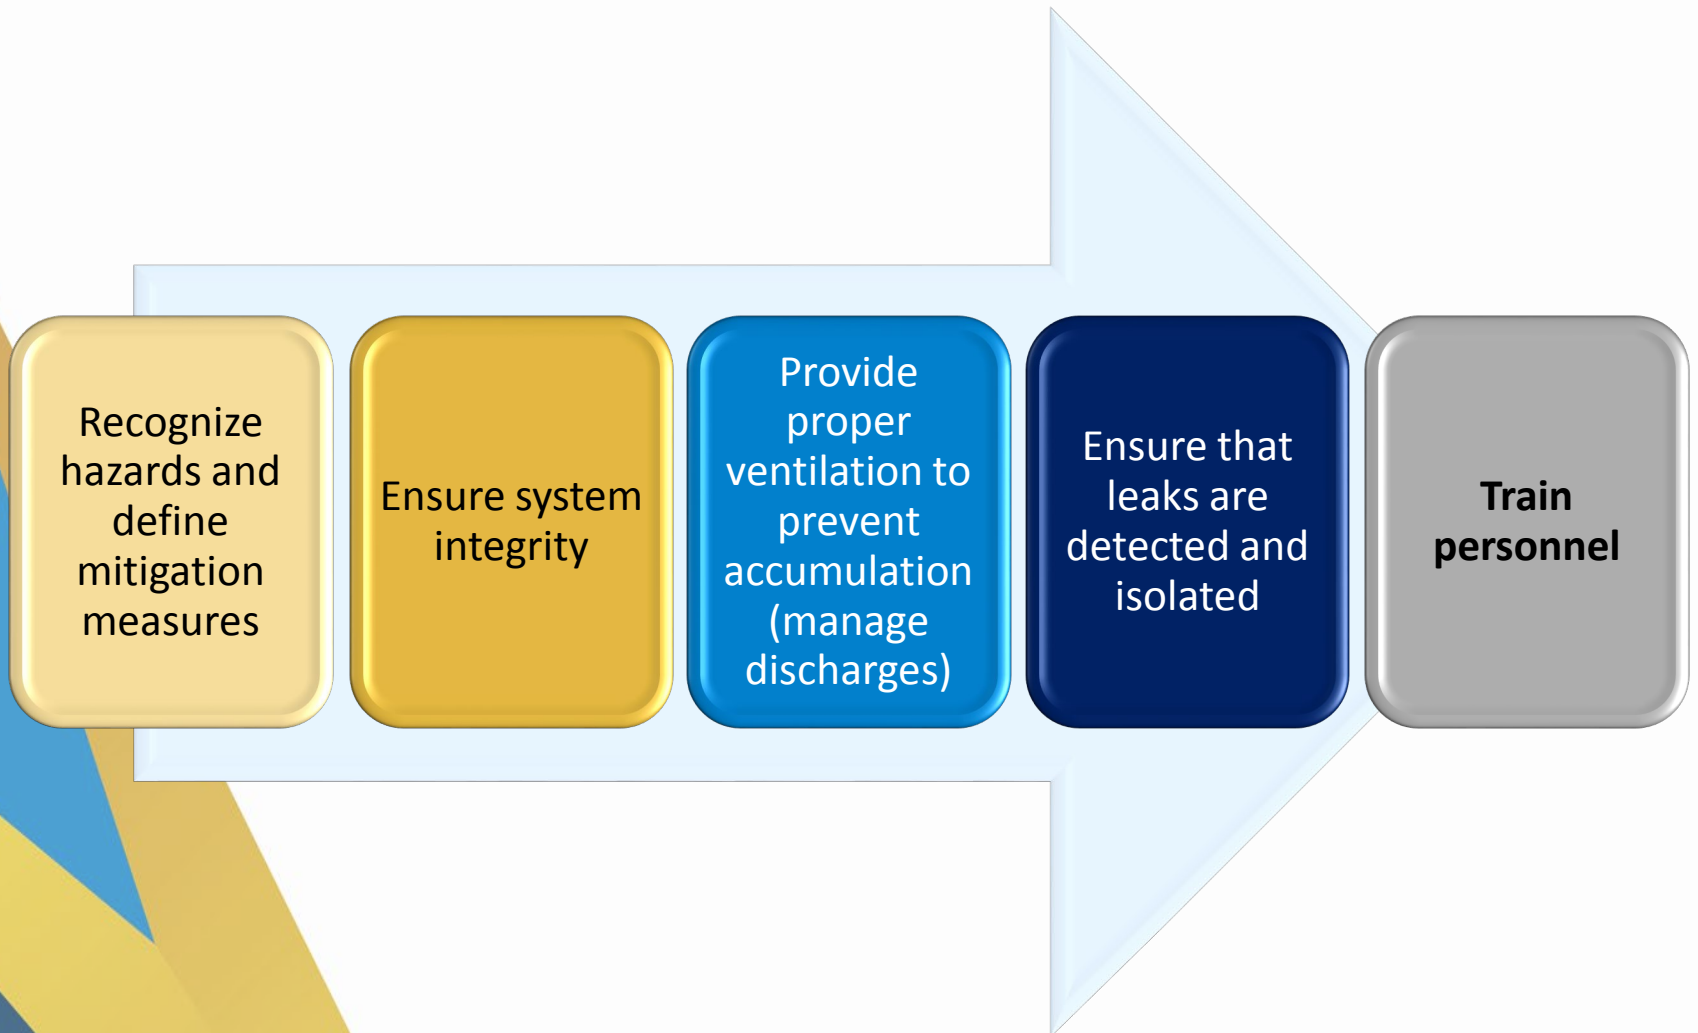 Recognize
hazards and
define
mitigation
measures
Ensure system
integrity
Provide
proper
ventilation to
prevent
accumulation
(manage
discharges)
Ensure that
leaks are
detected and
isolated
Train
personnel